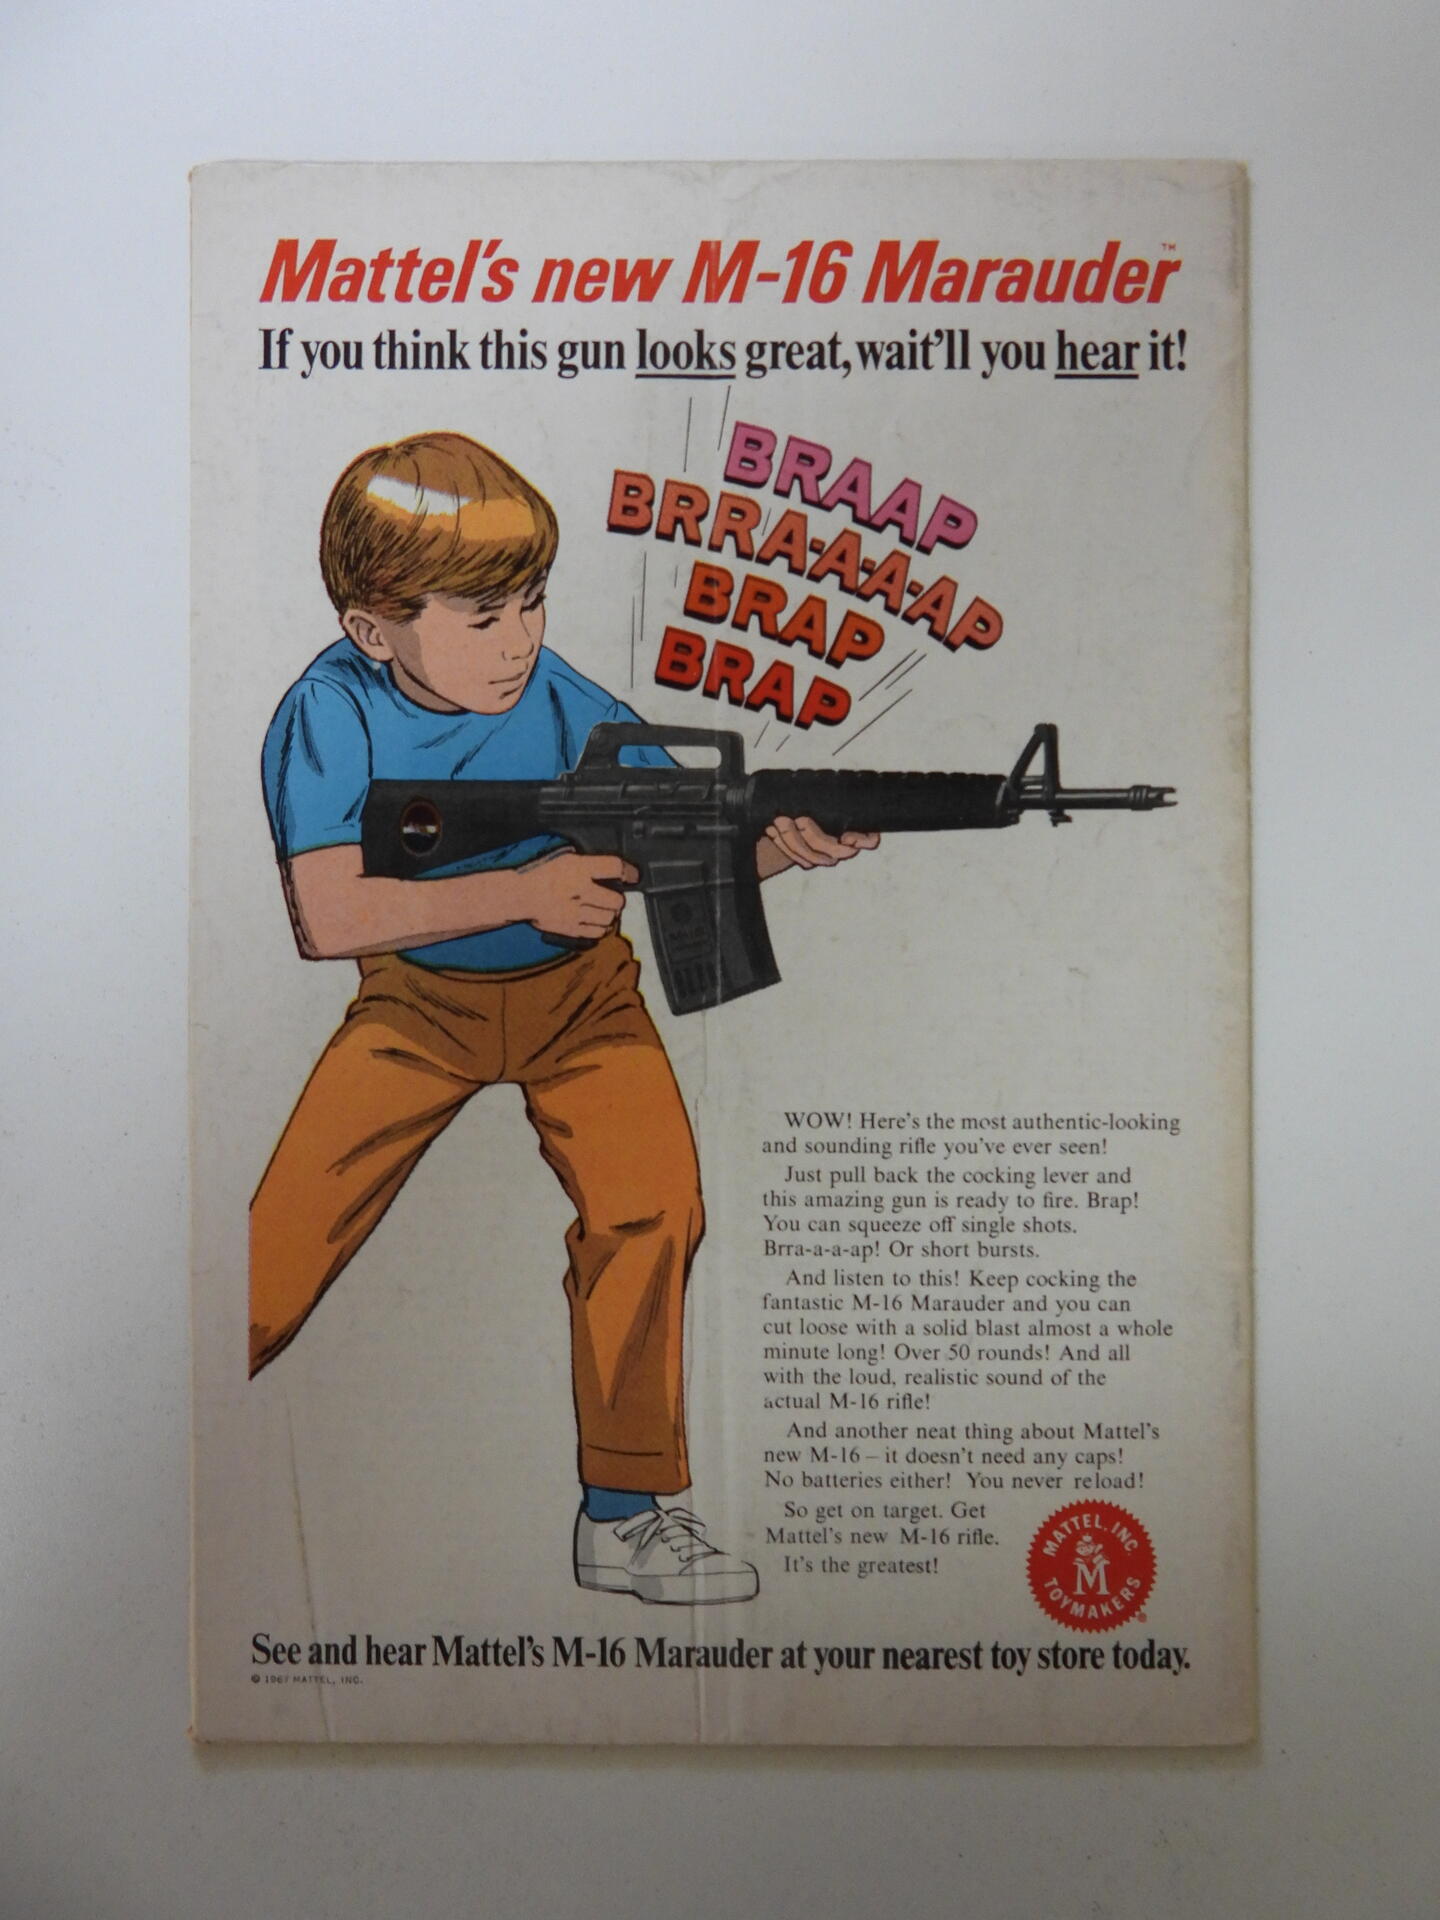 Mattel's new M-16 Marauder™
If you think this gun looks great, wait'll you hear it!
BRAAP
BRRA-A-A-AP
BRAP
BRAP
WOW! Here's the most authentic-looking
and sounding rifle you've ever seen!
Just pull back the cocking lever and
this amazing gun is ready to fire. Brap!
You can squeeze off single shots.
Brra-a-a-ap! Or short bursts.
And listen to this! Keep cocking the
fantastic M-16 Marauder and you can
cut loose with a solid blast almost a whole
minute long! Over 50 rounds! And all
with the loud, realistic sound of the
actual M-16 rifle!
And another neat thing about Mattel's
new M-16 – it doesn't need any caps!
No batteries either! You never reload!
So get on target. Get
Mattel's new M-16 rifle.
It's the greatest!
MATTEL, INC.
M
TOYMAKERS
®
See and hear Mattel's M-16 Marauder at your nearest toy store today.
© 1967 MATTEL, INC.